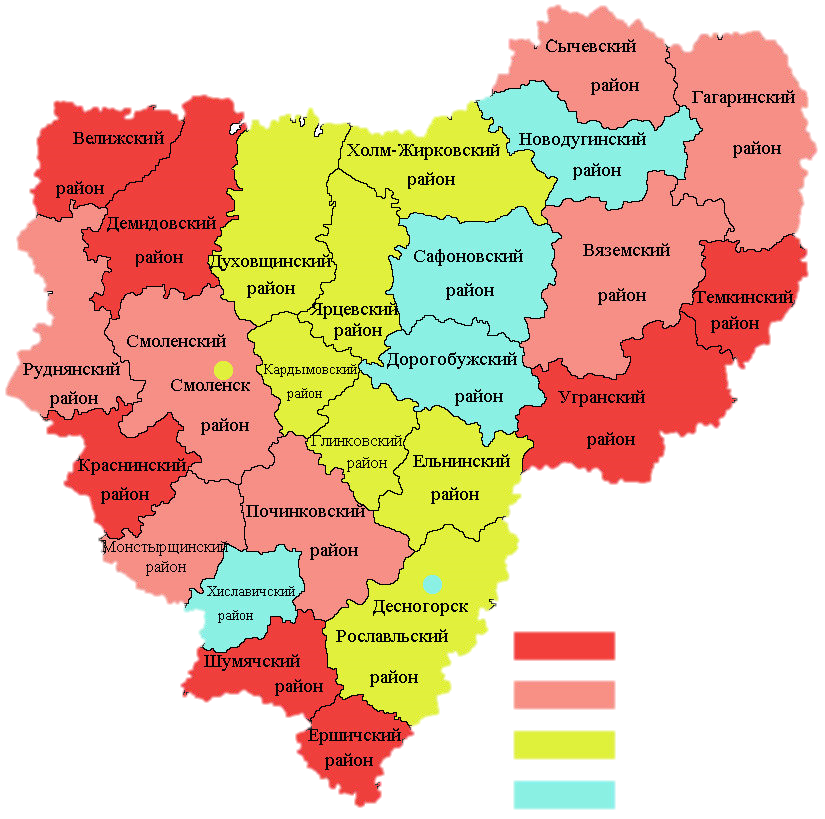 Сычевский
район
Гагаринский
район
Велижский
район
Холм-Жирковский
район
Новодугинский
район
Демидовский
район
Духовщинский
район
Сафоновский
район
Вяземский
район
Темкинский
район
Ярцевский
район
Смоленский
Смоленск
район
Руднянский
район
Кардымовский
район
Дорогобужский
район
Угранский
район
Глинковский
район
Ельнинский
район
Краснинский
район
Починковский
район
Монстырщинский
район
Хиславичский
район
Десногорск
Рославльский
район
Шумячский
район
Ершичский
район